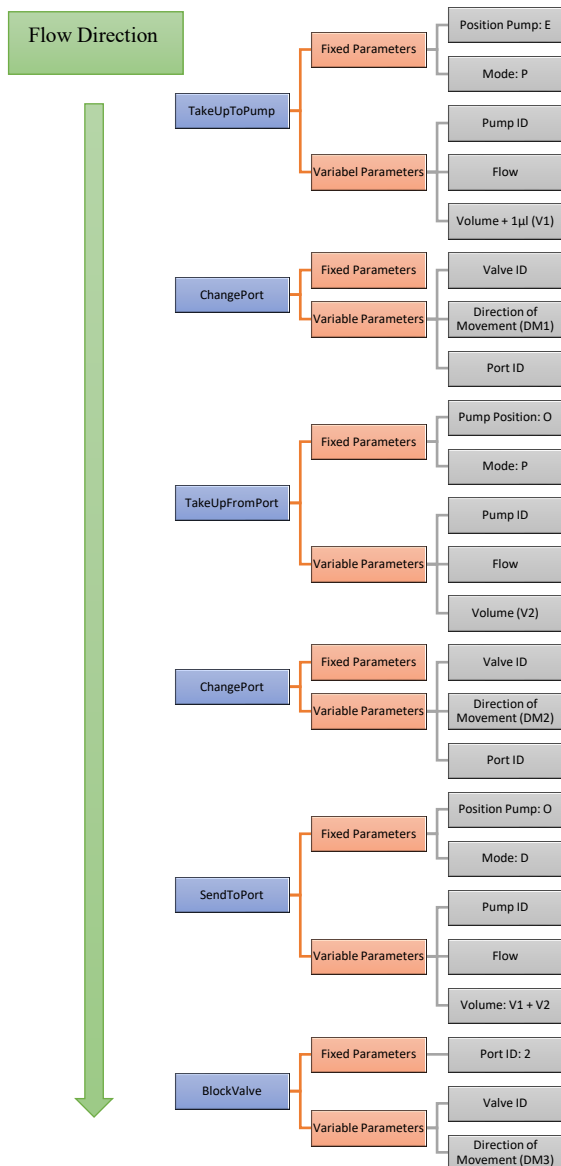 Flow Direction
TakeUpToPump
Fixed Parameters
Position Pump: E
Mode: P
Variabel Parameters
Pump ID
Flow
Volume + 1µl (V1)
ChangePort
Fixed Parameters
Variable Parameters
Valve ID
Direction of
Movement (DM1)
Port ID
TakeUpFromPort
Fixed Parameters
Pump Position: O
Mode: P
Variable Parameters
Pump ID
Flow
Volume (V2)
ChangePort
Fixed Parameters
Variable Parameters
Valve ID
Direction of
Movement (DM2)
Port ID
SendToPort
Fixed Parameters
Position Pump: O
Mode: D
Variable Parameters
Pump ID
Flow
Volume: V1 + V2
BlockValve
Fixed Parameters
Port ID: 2
Variable Parameters
Valve ID
Direction of
Movement (DM3)